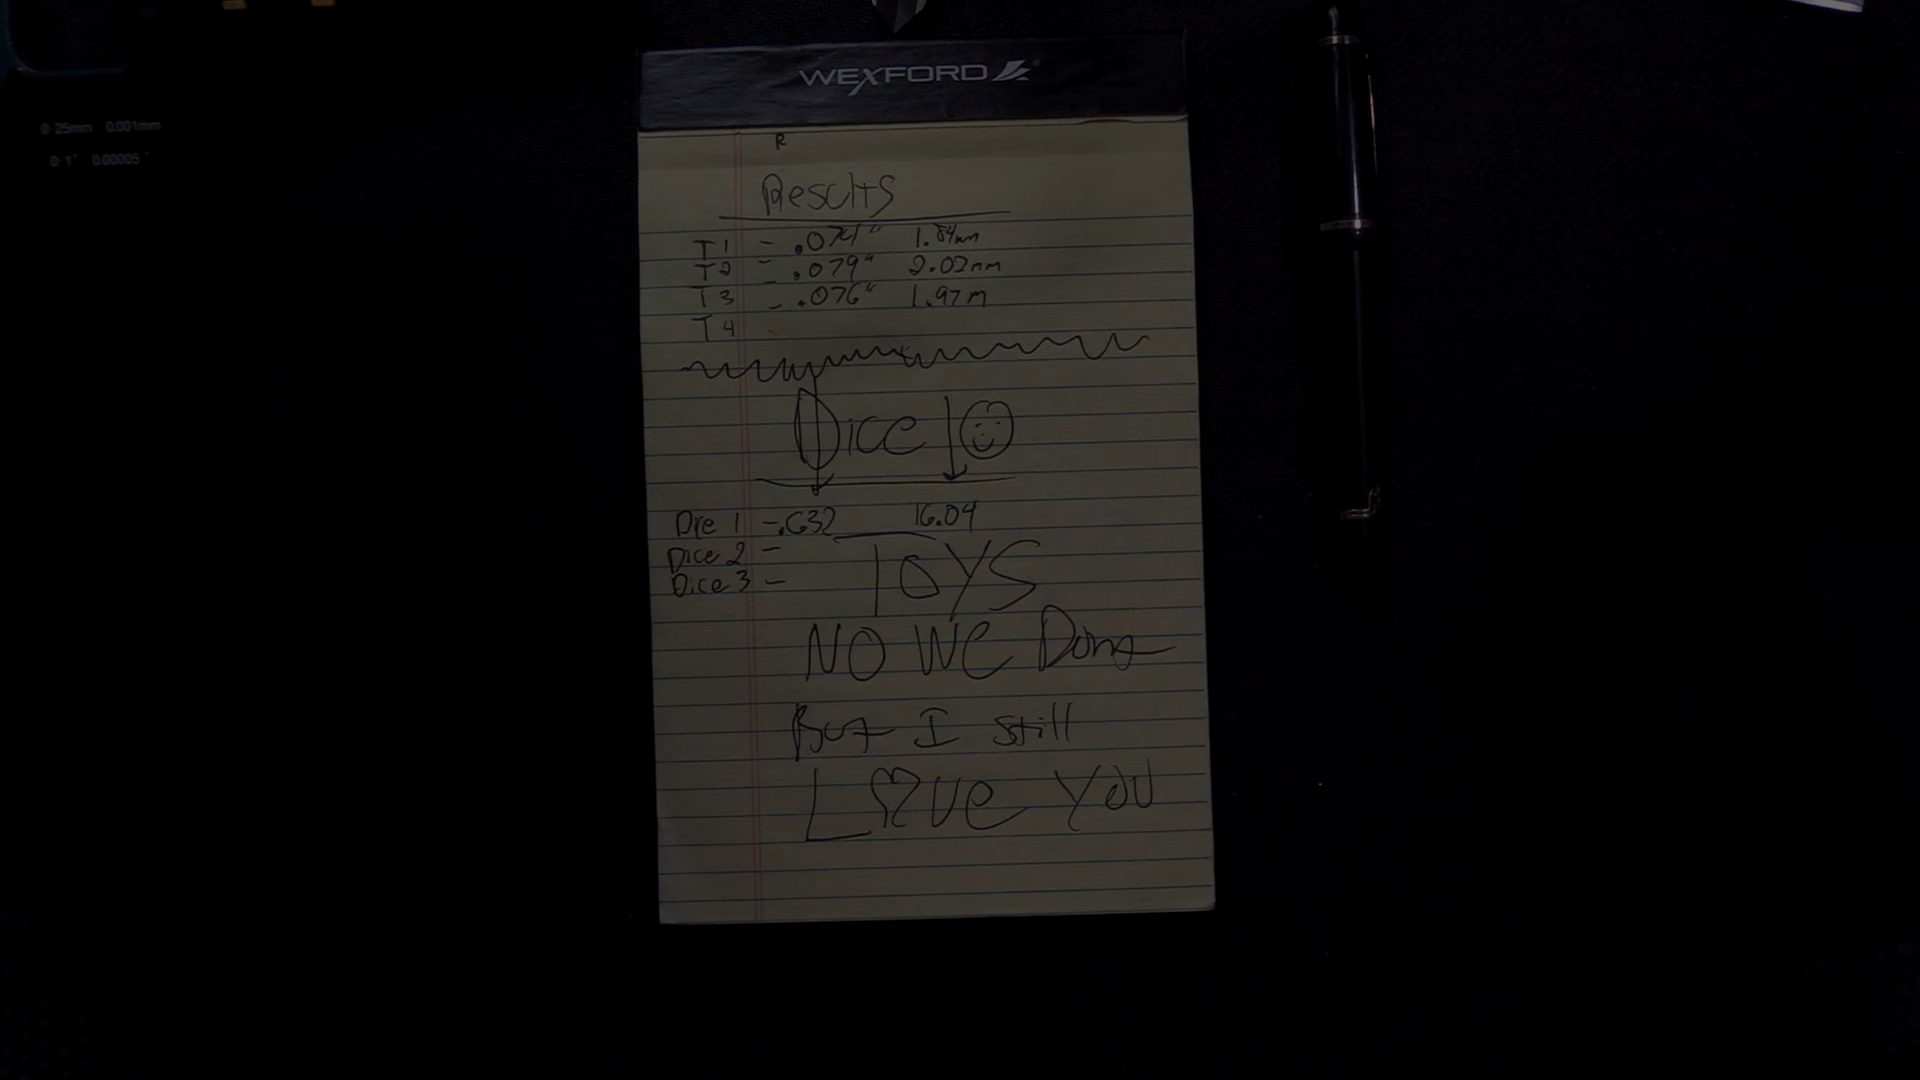 WEXFORD
0-25mm 0.001mm
0-1" 0.00005"
R
Results
T1 - .074" 1.84mm
T2 - .079" 2.02mm
T3 - .076" 1.97m
T4 -
Dice
Die 1 - .632 16.04
Dice 2 -
Dice 3 -
TOYS
NO WE Done
But I still
LOVE YOU